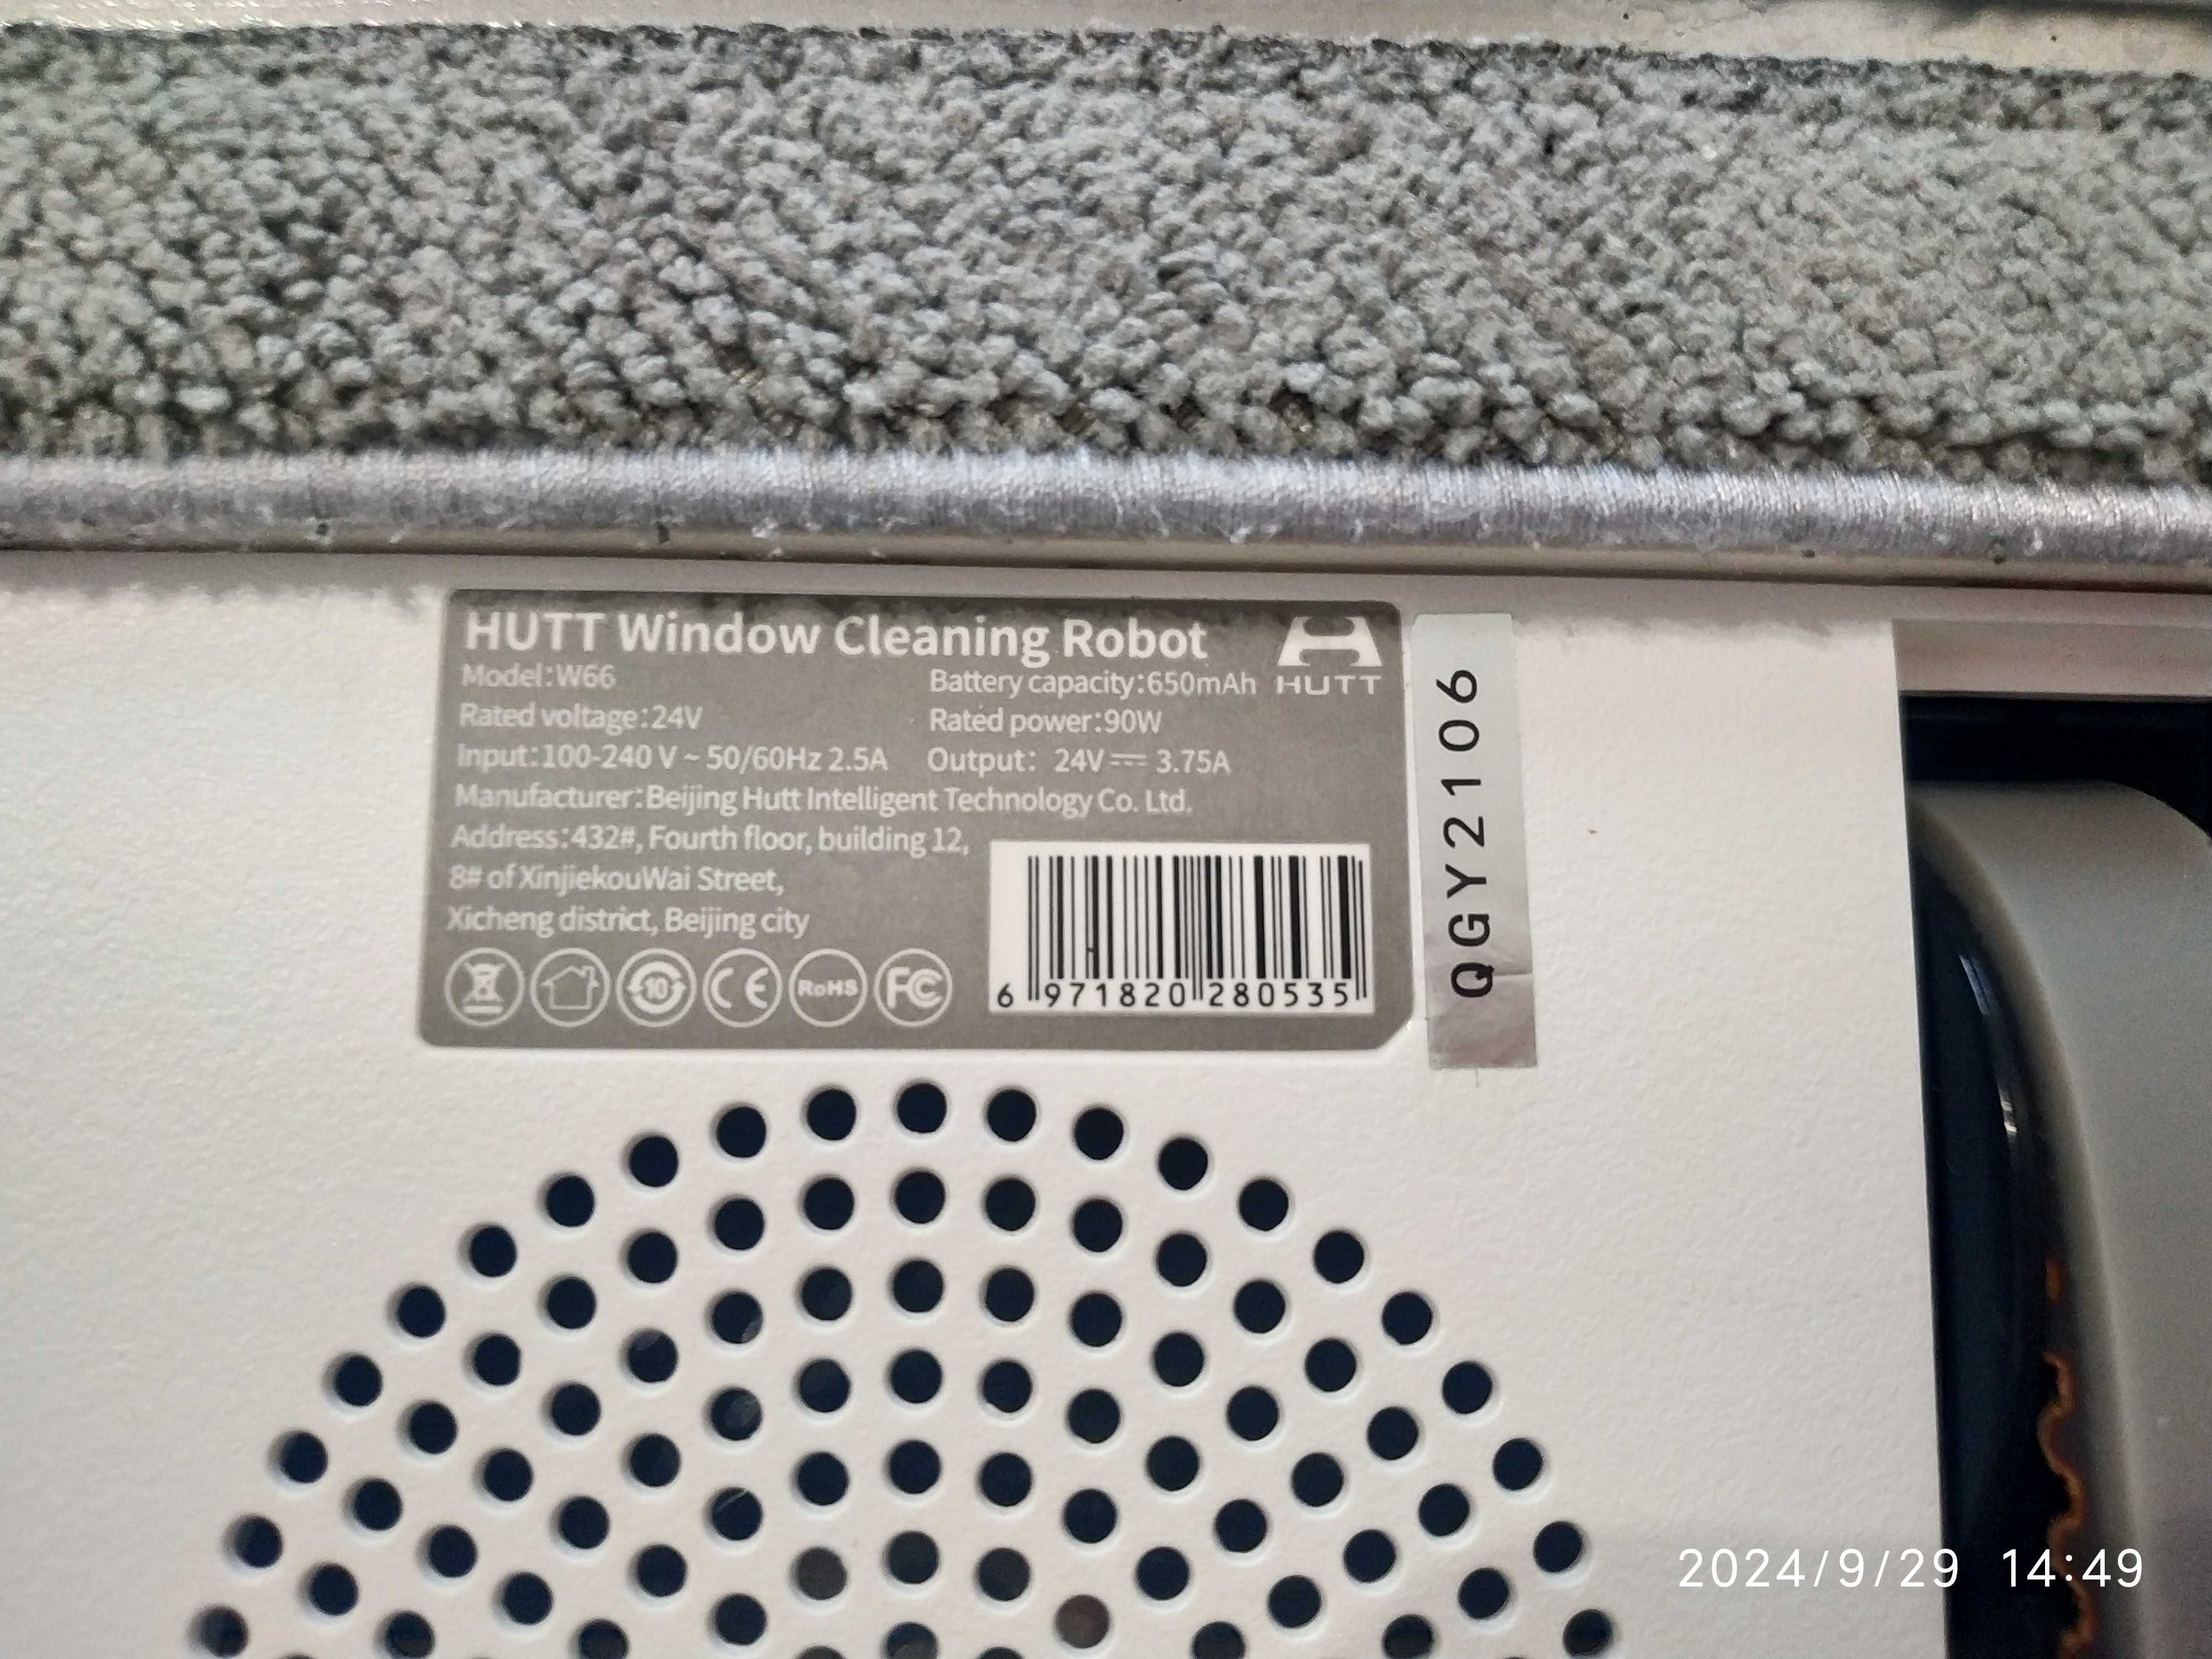 HUTT Window Cleaning Robot
HUTT
Model:W66
Battery capacity:650mAh
Rated voltage:24V
Rated power:90W
Input:100-240 V ~ 50/60Hz 2.5A
Output: 24V⎓ 3.75A
Manufacturer:Beijing Hutt Intelligent Technology Co. Ltd.
Address:432#, Fourth floor, building 12,
8# of XinjiekouWai Street,
Xicheng district, Beijing city
10
CE
RoHS
FC
6 971820 280535
QGY2106
2024/9/29 14:49